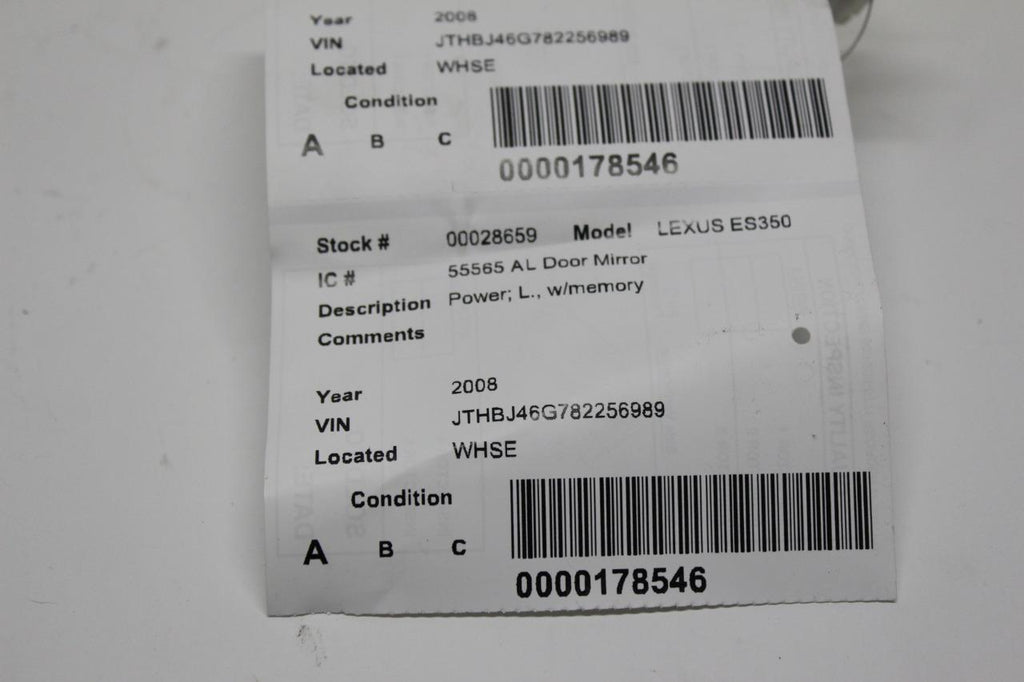 Year 2008
VIN JTHBJ46G782256989
Located WHSE
Condition
A B C
0000178546
Stock # 00028659 Model LEXUS ES350
IC # 55565 AL Door Mirror
Description Power; L., w/memory
Comments
Year 2008
VIN JTHBJ46G782256989
Located WHSE
Condition
A B C
0000178546